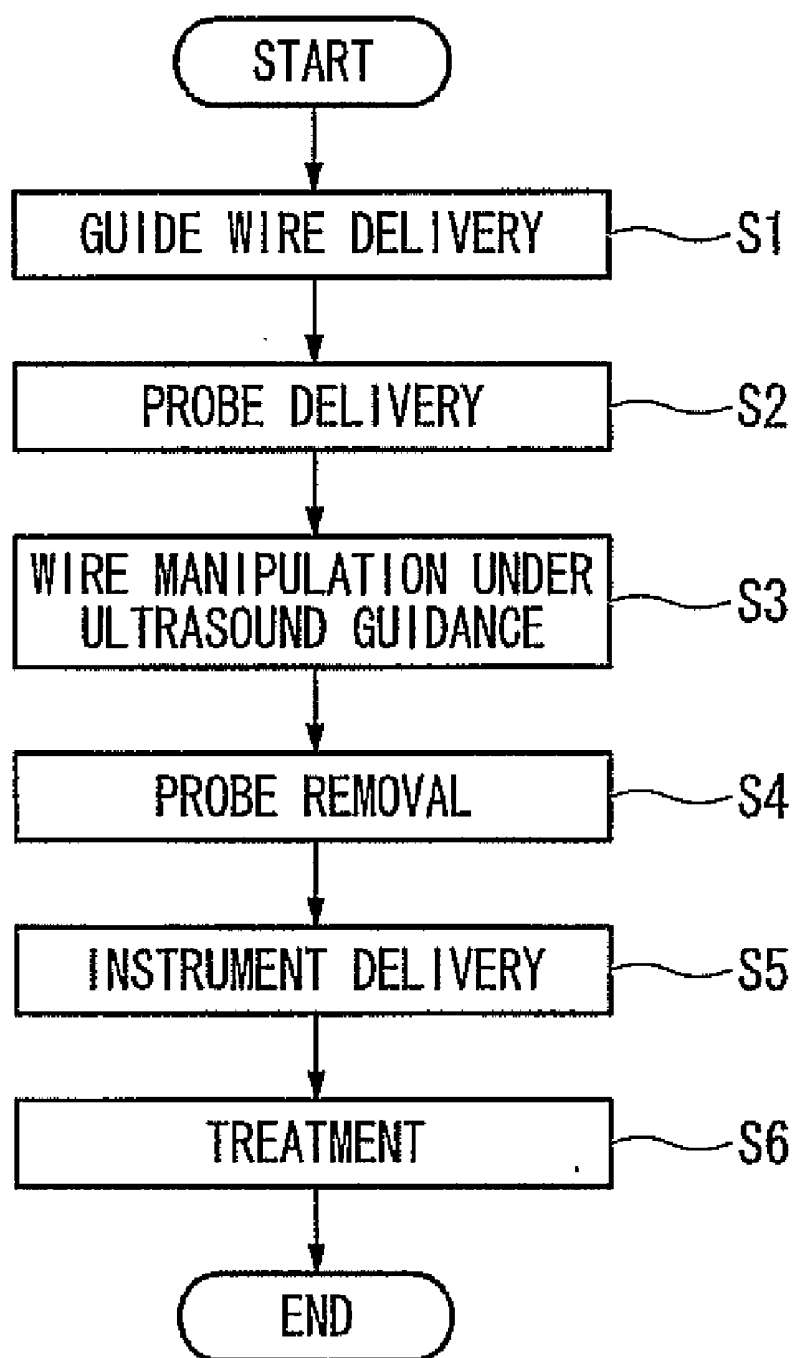 START
GUIDE WIRE DELIVERY S1
PROBE DELIVERY S2
WIRE MANIPULATION UNDER
ULTRASOUND GUIDANCE S3
PROBE REMOVAL S4
INSTRUMENT DELIVERY S5
TREATMENT S6
END